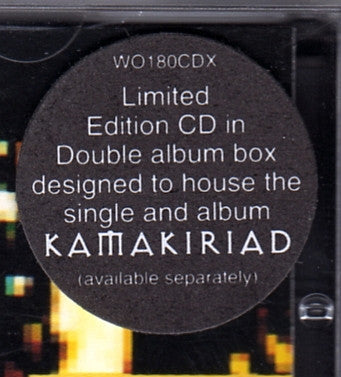 WO180CDX
Limited
Edition CD in
Double album box
designed to house the
single and album
KAMAKIRIAD
(available separately)